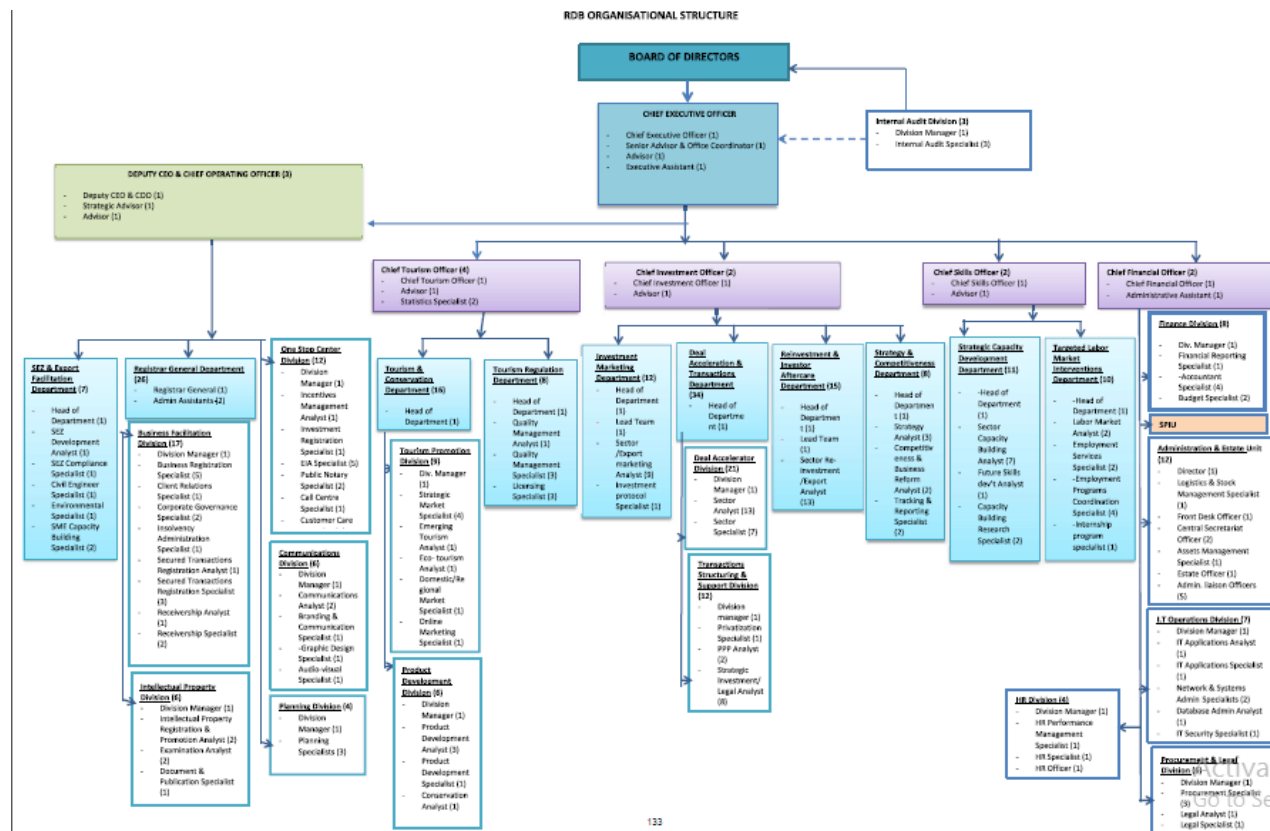 RDB ORGANISATIONAL STRUCTURE
BOARD OF DIRECTORS
CHIEF EXECUTIVE OFFICER
- Chief Executive Officer (1)
- Senior Advisor & Office Coordinator (1)
- Advisor (1)
- Executive Assistant (1)
Internal Audit Division (3)
- Division Manager (1)
- Internal Audit Specialist (3)
DEPUTY CEO & CHIEF OPERATING OFFICER (3)
- Deputy CEO & COO (1)
- Strategic Advisor (1)
- Advisor (1)
Chief Tourism Officer (4)
- Chief Tourism Officer (1)
- Advisor (1)
- Statistics Specialist (2)
Chief Investment Officer (2)
- Chief Investment Officer (1)
- Advisor (1)
Chief Skills Officer (2)
- Chief Skills Officer (1)
- Advisor (1)
Chief Financial Officer (2)
- Chief Financial Officer (1)
- Administrative Assistant (1)
SEZ & Export
Facilitation
Department (7)
- Head of
Department (1)
- SEZ
Development
Analyst (1)
- SEZ Compliance
Specialist (1)
- Civil Engineer
Specialist (1)
- Environmental
Specialist (1)
- SME Capacity
Building
Specialist (2)
Registrar General Department
(26)
- Registrar General (1)
- Admin Assistants (2)
Business Facilitation
Division (17)
- Division Manager (1)
- Business Registration
Specialist (5)
- Client Relations
Specialist (1)
- Corporate Governance
Specialist (2)
- Insolvency
Administration
Specialist (1)
- Secured Transactions
Registration Analyst (1)
- Secured Transactions
Registration Specialist
(3)
- Receivership Analyst
(1)
- Receivership Specialist
(2)
Intellectual Property
Division (6)
- Division Manager (1)
- Intellectual Property
Registration &
Promotion Analyst (2)
- Examination Analyst
(2)
- Document &
Publication Specialist
(1)
One Stop Center
Division (12)
- Division
Manager (1)
- Incentives
Management
Analyst (1)
- Investment
Registration
Specialist (1)
- EIA Specialist (5)
- Public Notary
Specialist (2)
- Call Centre
Specialist (1)
- Customer Care
Communications
Division (6)
- Division
Manager (1)
- Communications
Analyst (2)
- Branding &
Communication
Specialist (1)
- -Graphic Design
Specialist (1)
- Audio-visual
Specialist (1)
Planning Division (4)
- Division
Manager (1)
- Planning
Specialists (3)
Tourism &
Conservation
Department (16)
- Head of
Department (1)
Tourism Promotion
Division (9)
- Div. Manager
(1)
- Strategic
Market
Specialist (4)
- Emerging
Tourism
Analyst (1)
- Eco- tourism
Analyst (1)
- Domestic/Re
gional
Market
Specialist (1)
- Online
Marketing
Specialist (1)
Product
Development
Division (6)
- Division
Manager (1)
- Product
Development
Analyst (3)
- Product
Development
Specialist (1)
- Conservation
Analyst (1)
Tourism Regulation
Department (8)
- Head of
Department (1)
- Quality
Management
Analyst (1)
- Quality
Management
Specialist (3)
- Licensing
Specialist (3)
Investment
Marketing
Department (12)
- Head of
Department
(1)
- Lead Team (1)
- Sector
/Export
marketing
Analyst (9)
- Investment
protocol
Specialist (1)
Deal
Acceleration &
Transactions
Department
(34)
- Head of
Departme
nt (1)
Deal Accelerator
Division (21)
- Division
Manager (1)
- Sector
Analyst (13)
- Sector
Specialist (7)
Transactions
Structuring &
Support Division
(12)
- Division
manager (1)
- Privatization
Specialist (1)
- PPP Analyst
(2)
- Strategic
Investment/
Legal Analyst
(8)
Reinvestment &
Investor
Aftercare
Department (15)
- Head of
Departmen
t (1)
- Lead Team
(1)
- Sector Re-
Investment
/Export
Analyst
(13)
Strategy &
Competitiveness
Department (8)
- Head of
Departmen
t (1)
- Strategy
Analyst (3)
- Competitiv
eness &
Business
Reform
Analyst (2)
- Tracking &
Reporting
Specialist
(2)
Strategic Capacity
Development
Department (11)
- -Head of
Department
(1)
- Sector
Capacity
Building
Analyst (7)
- Future Skills
dev't Analyst
(1)
- Capacity
Building
Research
Specialist (2)
Targeted Labor
Market
Interventions
Department (10)
- -Head of
Department (1)
- Labor Market
Analyst (2)
- Employment
Services
Specialist (2)
- -Employment
Programs
Coordination
Specialist (4)
- -Internship
program
specialist (1)
Finance Division (8)
- Div. Manager (1)
- Financial Reporting
Specialist (1)
- -Accountant
Specialist (4)
- Budget Specialist (2)
SPIU
Administration & Estate Unit
(12)
- Director (1)
- Logistics & Stock
Management Specialist
(1)
- Front Desk Officer (1)
- Central Secretariat
Officer (2)
- Assets Management
Specialist (1)
- Estate Officer (1)
- Admin. liaison Officers
(5)
I.T Operations Division (7)
- Division Manager (1)
- IT Applications Analyst
(1)
- IT Applications Specialist
(1)
- Network & Systems
Admin Specialists (2)
- Database Admin Analyst
(1)
- IT Security Specialist (1)
HR Division (4)
- Division Manager (1)
- HR Performance
Management
Specialist (1)
- HR Specialist (1)
- HR Officer (1)
Procurement & Legal
Division
- Division Manager (1)
- Procurement Specialist
(3)
- Legal Analyst (1)
- Legal Specialist (1)
Activa
Go to Se
133